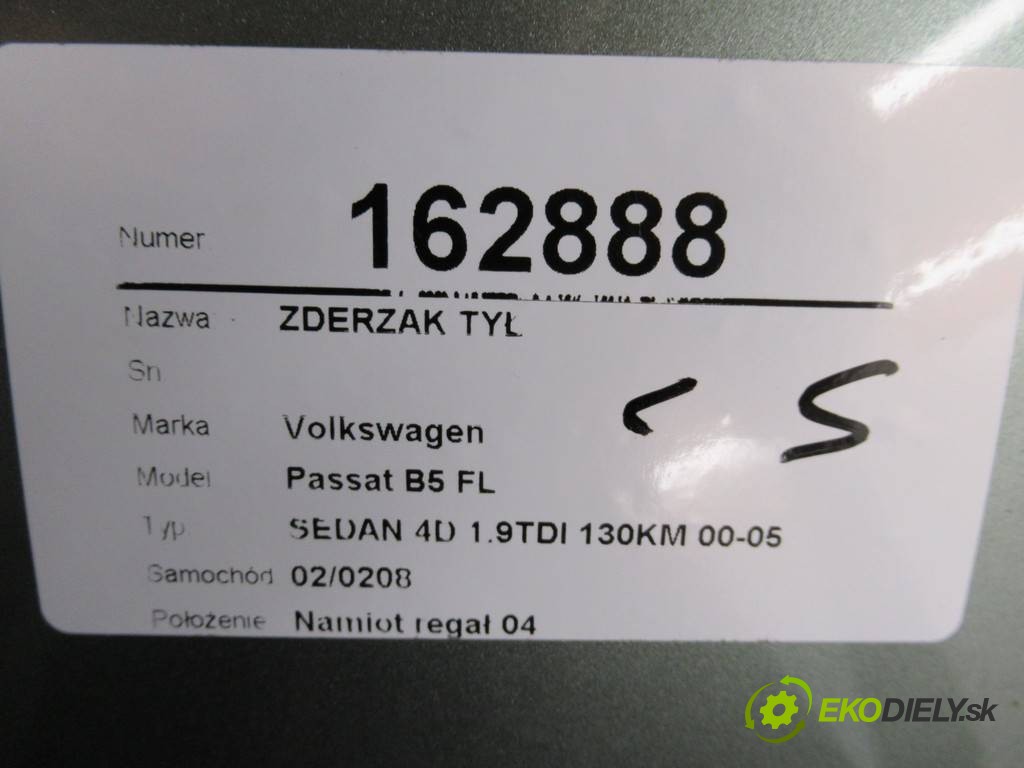 Numer 162888
Nazwa ZDERZAK TYŁ
Sn
Marka Volkswagen
Model Passat B5 FL
Typ SEDAN 4D 1.9TDI 130KM 00-05
Samochód 02/0208
Położenie Namiot regał 04
EKODIELY.sk